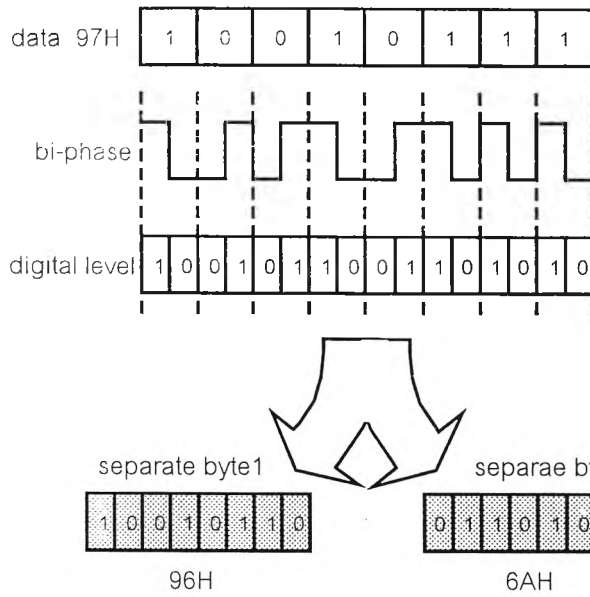 data 97H 1 0 0 1 0 1 1 1
bi-phase
digital level 1 0 0 1 0 1 1 0 0 1 1 0 1 0 1 0
separate byte1 separae b
1 0 0 1 0 1 1 0 0 1 1 0 1 0
96H 6AH